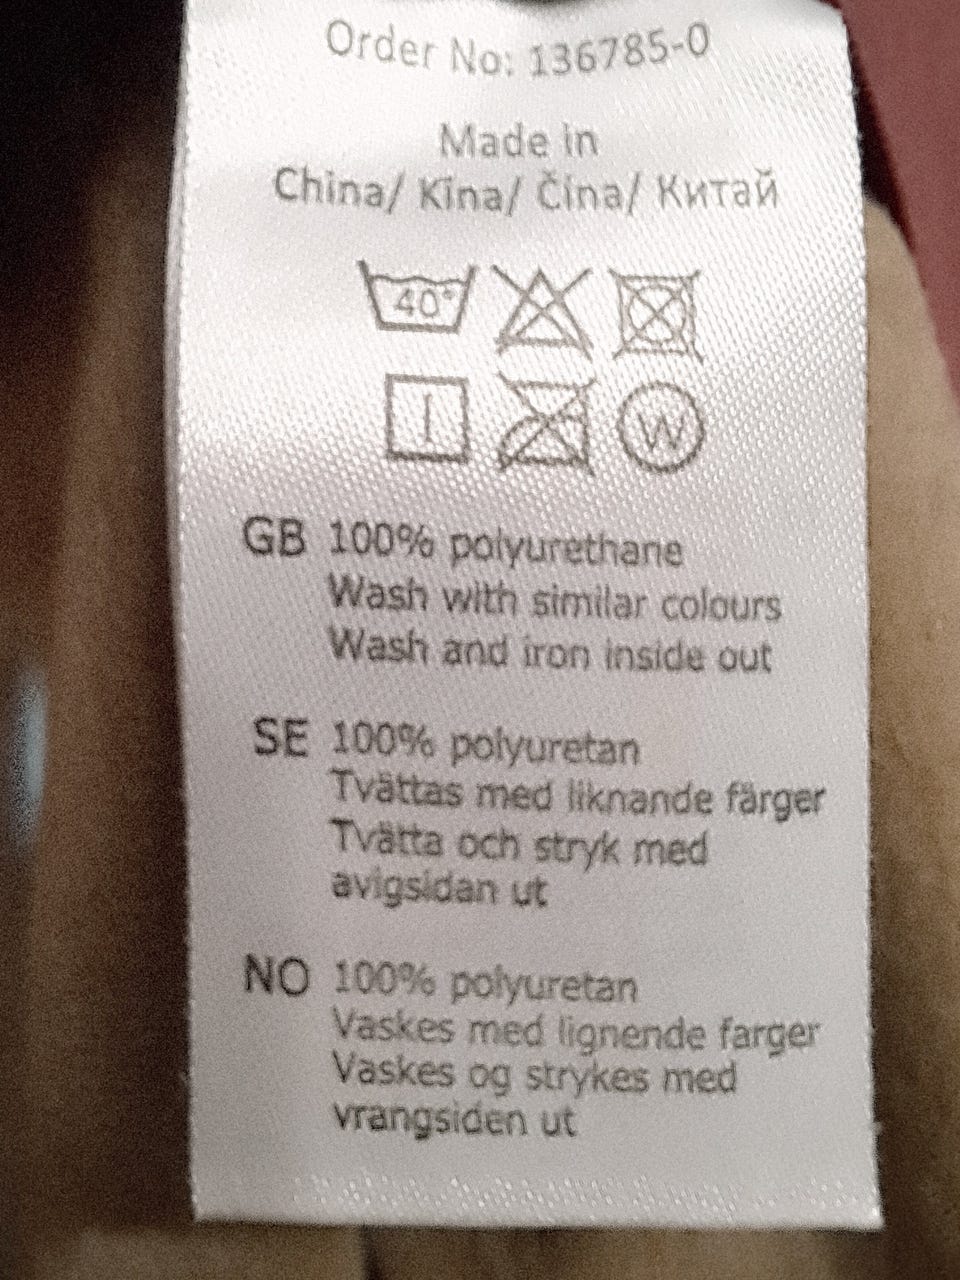 Order No: 136785-0
Made in
China/ Kīna/ Čína/ Китай
40°
W
GB 100% polyurethane
Wash with similar colours
Wash and iron inside out
SE 100% polyuretan
Tvättas med liknande färger
Tvätta och stryk med
avigsidan ut
NO 100% polyuretan
Vaskes med lignende farger
Vaskes og strykes med
vrangsiden ut